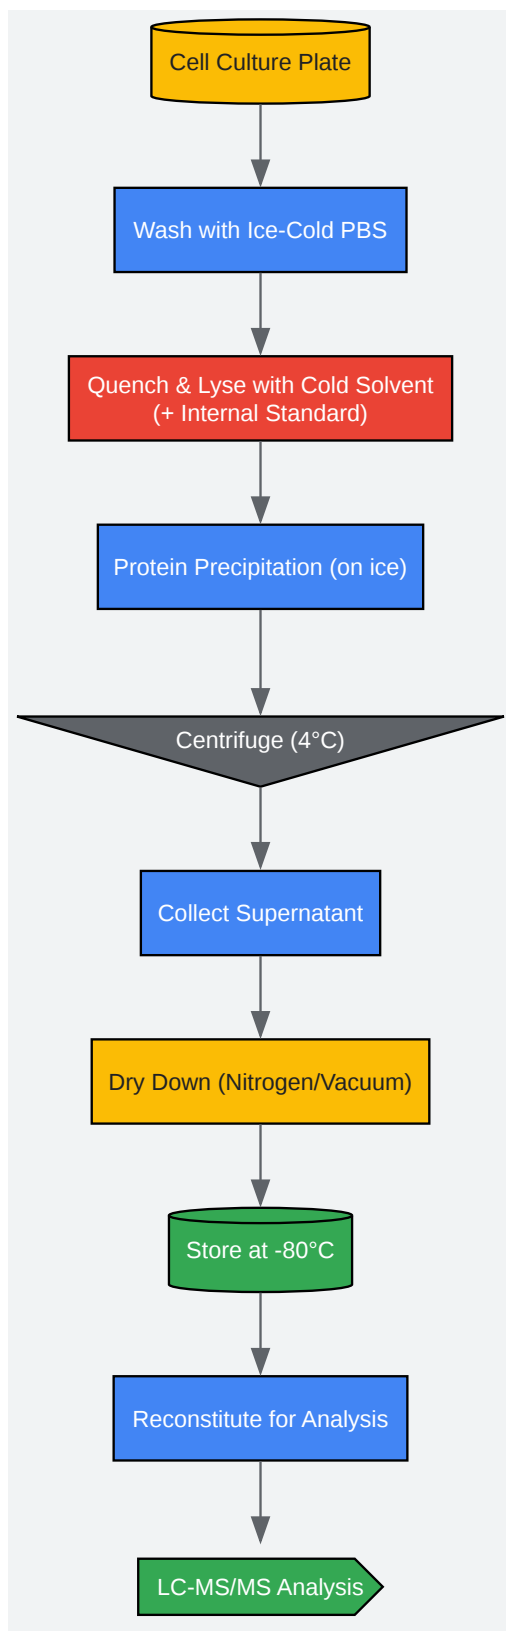 Cell Culture Plate
Wash with Ice-Cold PBS
Quench & Lyse with Cold Solvent
(+ Internal Standard)
Protein Precipitation (on ice)
Centrifuge (4°C)
Collect Supernatant
Dry Down (Nitrogen/Vacuum)
Store at -80°C
Reconstitute for Analysis
LC-MS/MS Analysis